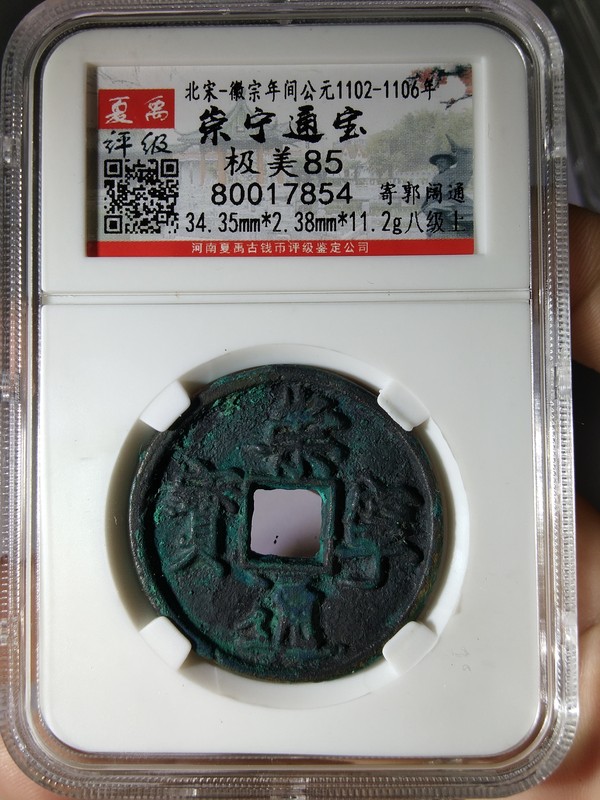 夏禹
评级
北宋-徽宗年间公元1102-1106年
崇宁通宝
极美85
80017854 寄郭阔通
34.35mm*2.38mm*11.2g八级上
河南夏禹古钱币评级鉴定公司
崇
寧
通
寳